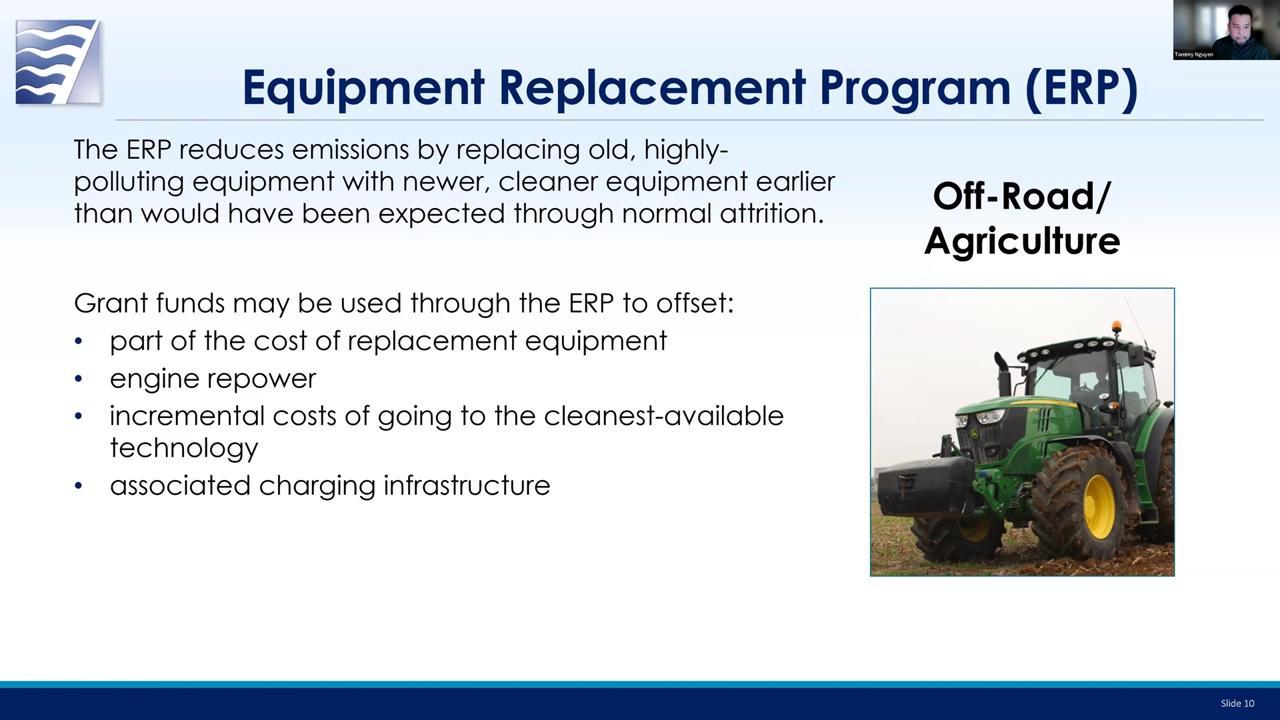 Tommy Nguyen
Equipment Replacement Program (ERP)
The ERP reduces emissions by replacing old, highly-
polluting equipment with newer, cleaner equipment earlier
than would have been expected through normal attrition.
Off-Road/
Agriculture
Grant funds may be used through the ERP to offset:
• part of the cost of replacement equipment
• engine repower
• incremental costs of going to the cleanest-available
technology
• associated charging infrastructure
Slide 10